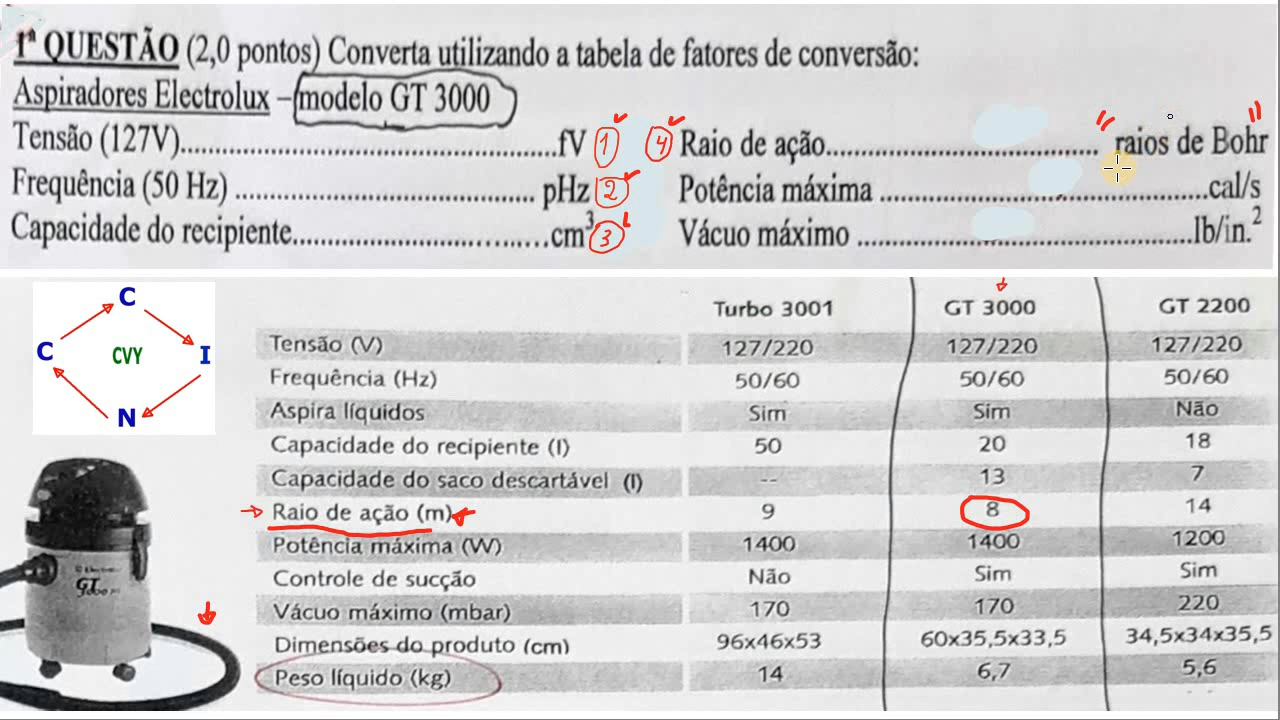 1ª QUESTÃO (2,0 pontos) Converta utilizando a tabela de fatores de conversão:
Aspiradores Electrolux – modelo GT 3000
Tensão (127V)..........fV 1 4 Raio de ação.......... " raios de Bohr "
Frequência (50 Hz) .......... pHz 2 Potência máxima ..........cal/s
Capacidade do recipiente..........cm³ 3 Vácuo máximo ..........lb/in.²
C
C CVY I
N
Turbo 3001 GT 3000 GT 2200
Tensão (V) 127/220 127/220 127/220
Frequência (Hz) 50/60 50/60 50/60
Aspira líquidos Sim Sim Não
Capacidade do recipiente (l) 50 20 18
Capacidade do saco descartável (l) -- 13 7
Raio de ação (m) 9 8 14
Potência máxima (W) 1400 1400 1200
Controle de sucção Não Sim Sim
Vácuo máximo (mbar) 170 170 220
Dimensões do produto (cm) 96x46x53 60x35,5x33,5 34,5x34x35,5
Peso líquido (kg) 14 6,7 5,6
GT